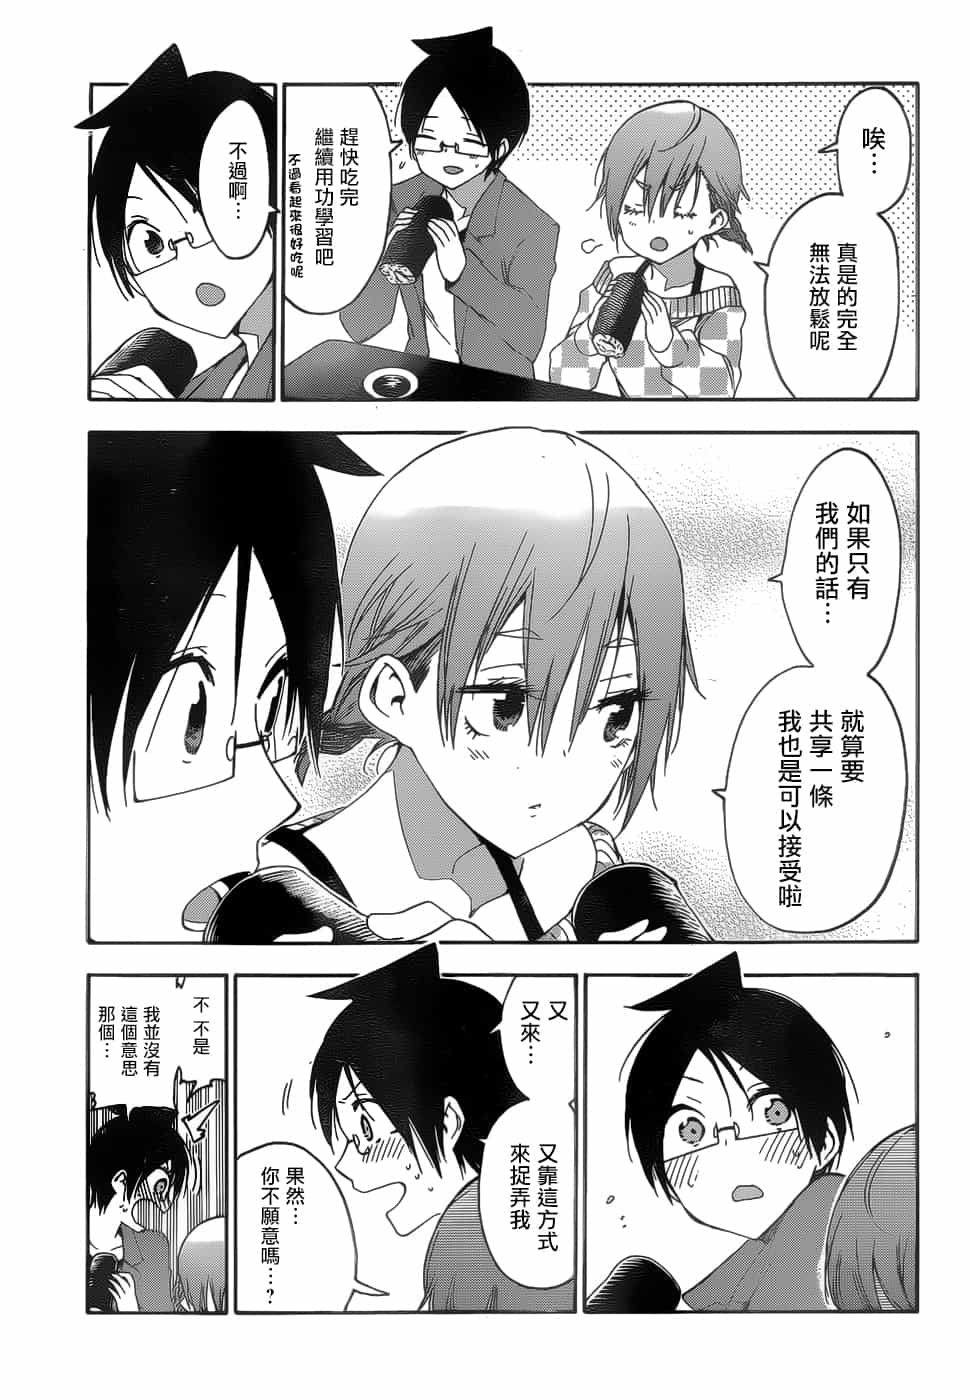 唉…
真是的完全
無法放鬆呢
趕快吃完
繼續用功學習吧
不過看起來很好吃呢
不過啊…
如果只有
我們的話…
就算要
共享一條
我也是可以接受啦
又
又來…
又靠這方式
來捉弄我
果然…
你不願意嗎…?
不 不是
我並沒有
這個意思
那個…